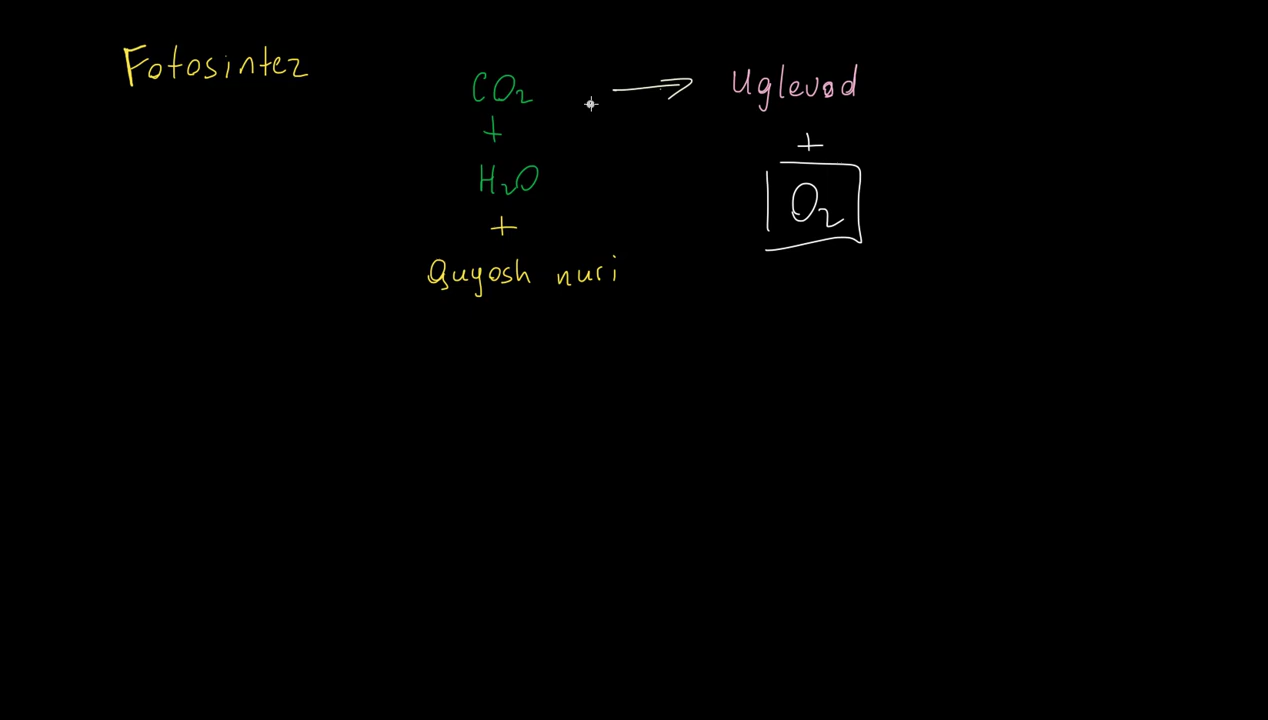 Fotosintez
CO₂ → Uglevod
+ +
H₂O O₂
+
Quyosh nuri